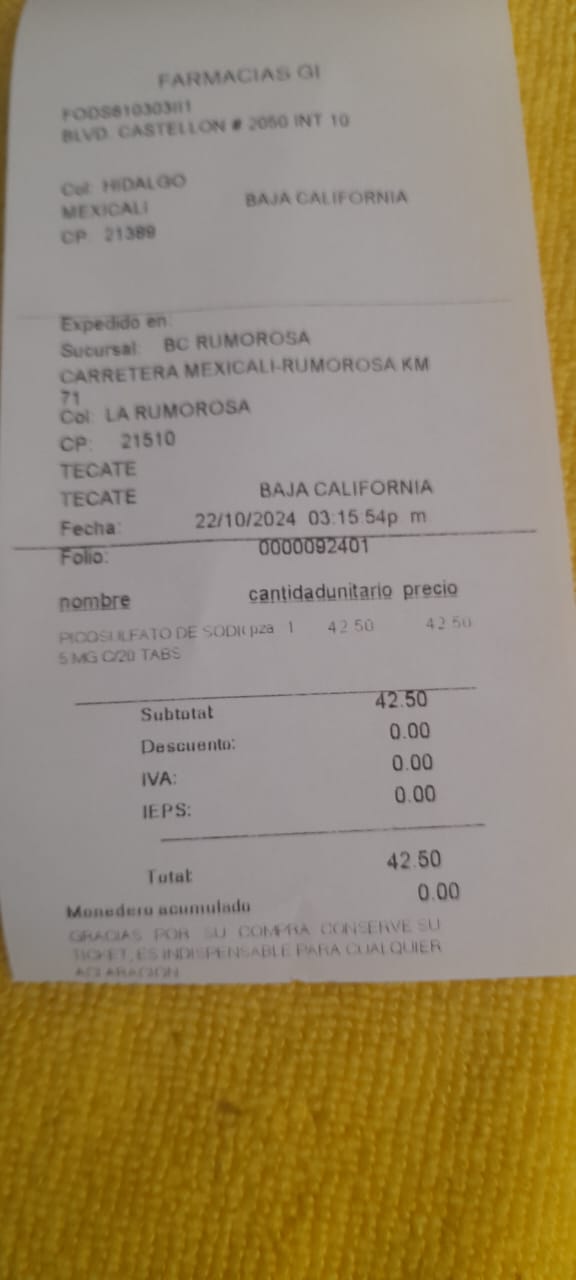 FARMACIAS GI
FODS810303II1
BLVD. CASTELLON # 2050 INT 10
Col: HIDALGO
MEXICALI BAJA CALIFORNIA
CP: 21389
Expedido en:
Sucursal: BC RUMOROSA
CARRETERA MEXICALI-RUMOROSA KM
71
Col: LA RUMOROSA
CP: 21510
TECATE
TECATE BAJA CALIFORNIA
Fecha: 22/10/2024 03:15:54p m
Folio: 0000092401
nombre cantidadunitario precio
PICOSULFATO DE SODI( pza 1 42.50 42.50
5 MG C/20 TABS
Subtotal: 42.50
Descuento: 0.00
IVA: 0.00
IEPS: 0.00
Total: 42.50
Monedero acumulado 0.00
GRACIAS POR SU COMPRA CONSERVE SU
TICKET, ES INDISPENSABLE PARA CUALQUIER
ACLARACION